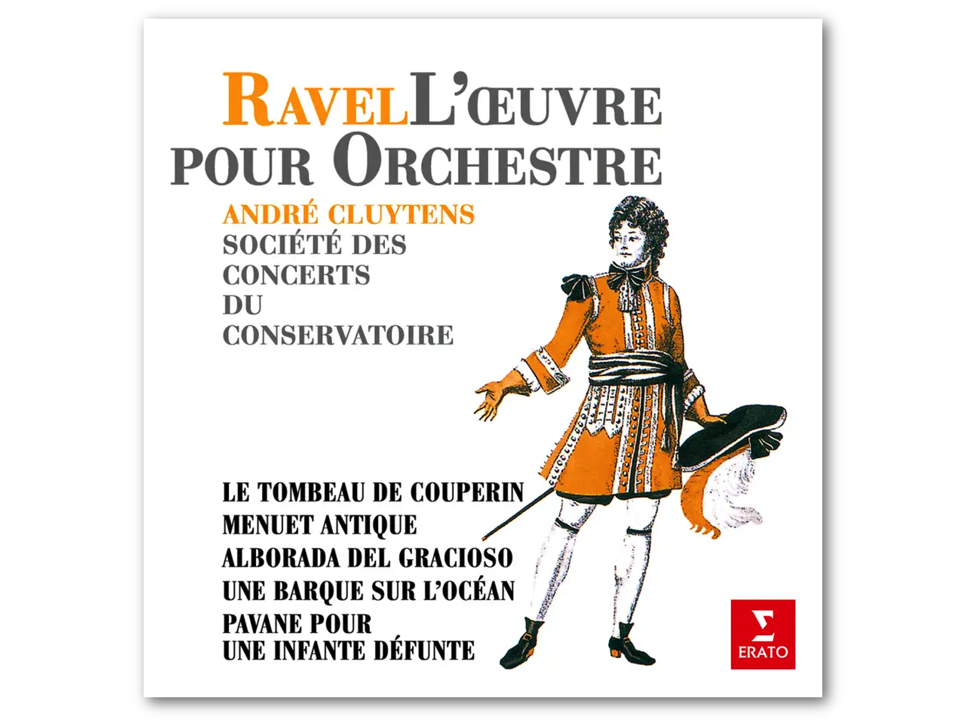 RAVEL L'ŒUVRE
POUR ORCHESTRE
ANDRÉ CLUYTENS
SOCIÉTÉ DES
CONCERTS
DU
CONSERVATOIRE
LE TOMBEAU DE COUPERIN
MENUET ANTIQUE
ALBORADA DEL GRACIOSO
UNE BARQUE SUR L'OCÉAN
PAVANE POUR
UNE INFANTE DÉFUNTE
ERATO